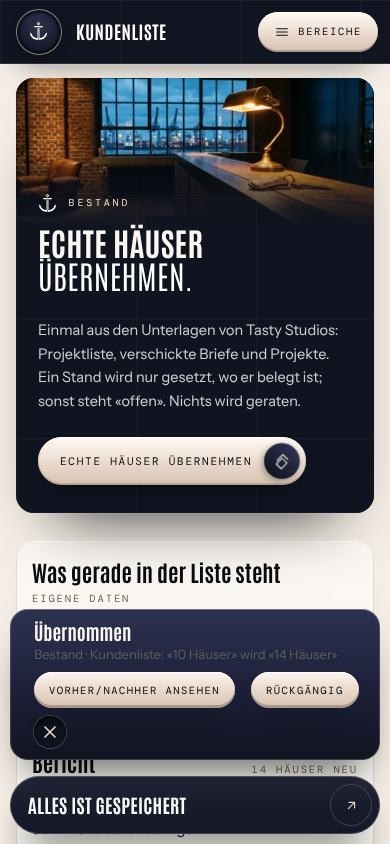 KUNDENLISTE
BEREICHE
BESTAND
ECHTE HÄUSER
ÜBERNEHMEN.
Einmal aus den Unterlagen von Tasty Studios:
Projektliste, verschickte Briefe und Projekte.
Ein Stand wird nur gesetzt, wo er belegt ist;
sonst steht «offen». Nichts wird geraten.
ECHTE HÄUSER ÜBERNEHMEN
Was gerade in der Liste steht
EIGENE DATEN
Übernommen
Bestand · Kundenliste: «10 Häuser» wird «14 Häuser»
VORHER/NACHHER ANSEHEN
RÜCKGÄNGIG
Bericht
14 HÄUSER NEU
ALLES IST GESPEICHERT